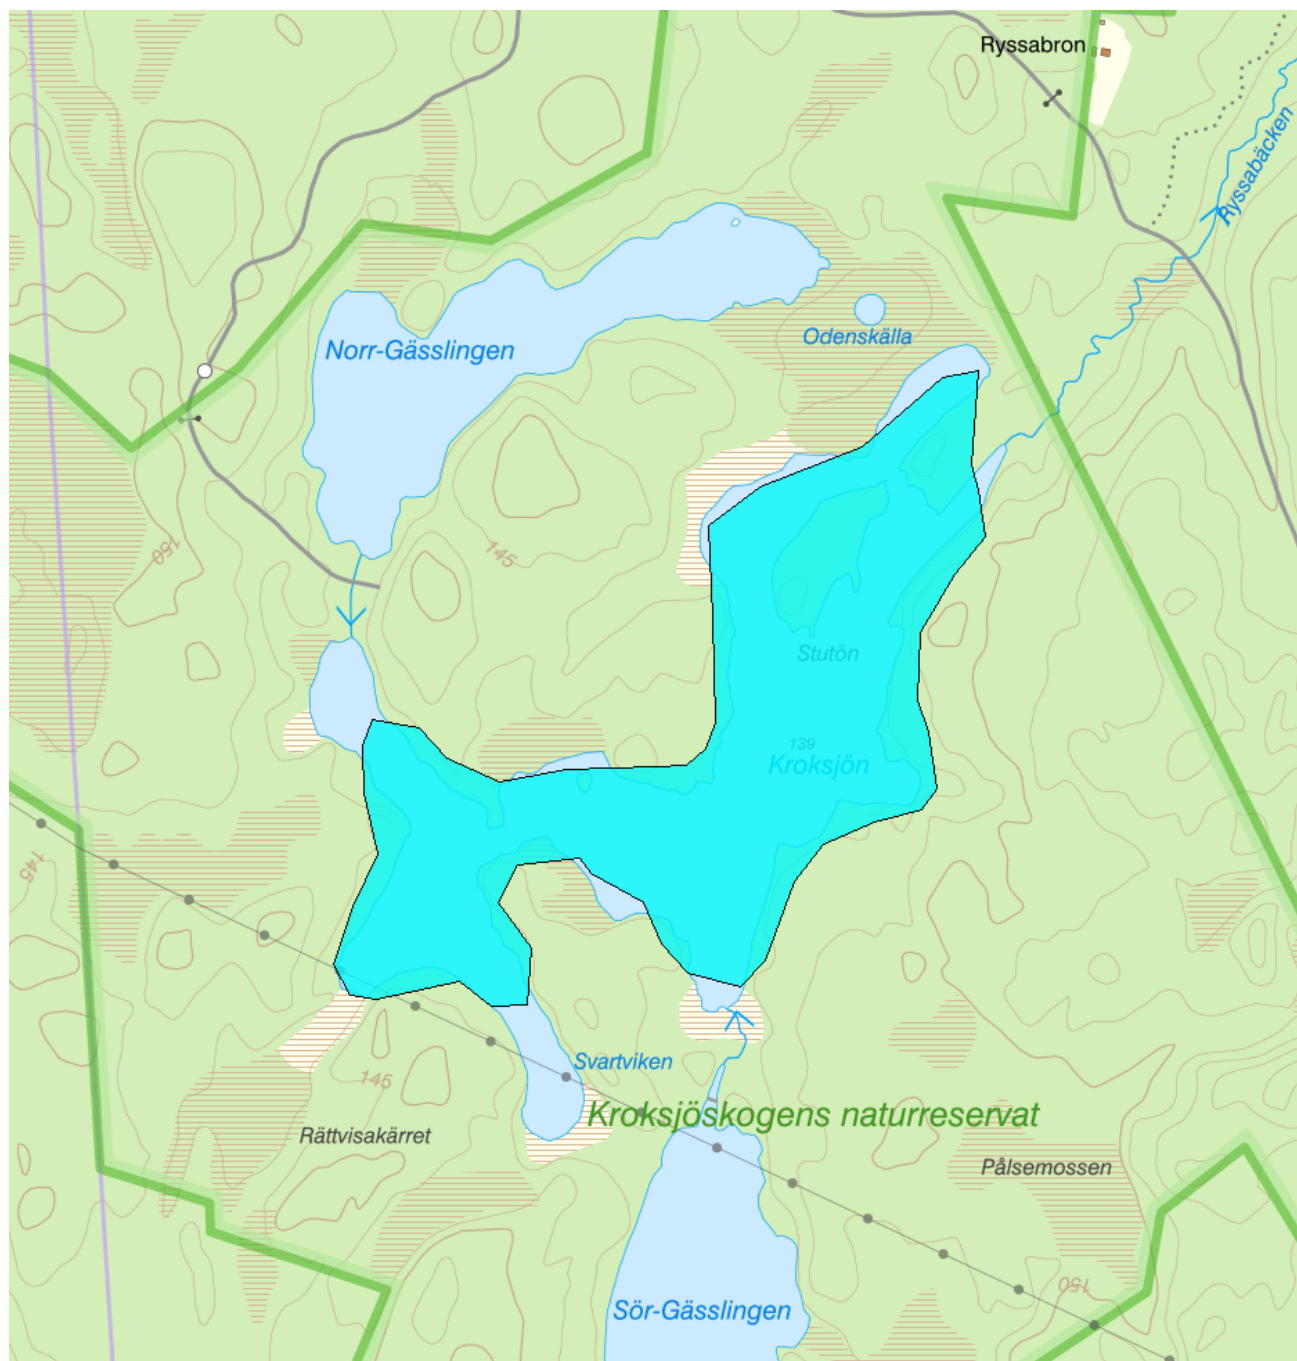 Ryssabron
Ryssabäcken
Odenskälla
Norr-Gässlingen
150
145
Stutön
139
Kroksjön
145
Svartviken
145
Kroksjöskogens naturreservat
Rättvisakärret
Pålsemossen
150
Sör-Gässlingen